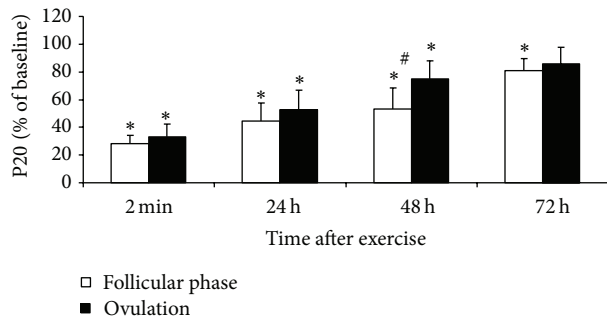 P20 (% of baseline)
120
100
80
60
40
20
0
* * * * * # * *
2 min 24 h 48 h 72 h
Time after exercise
Follicular phase
Ovulation